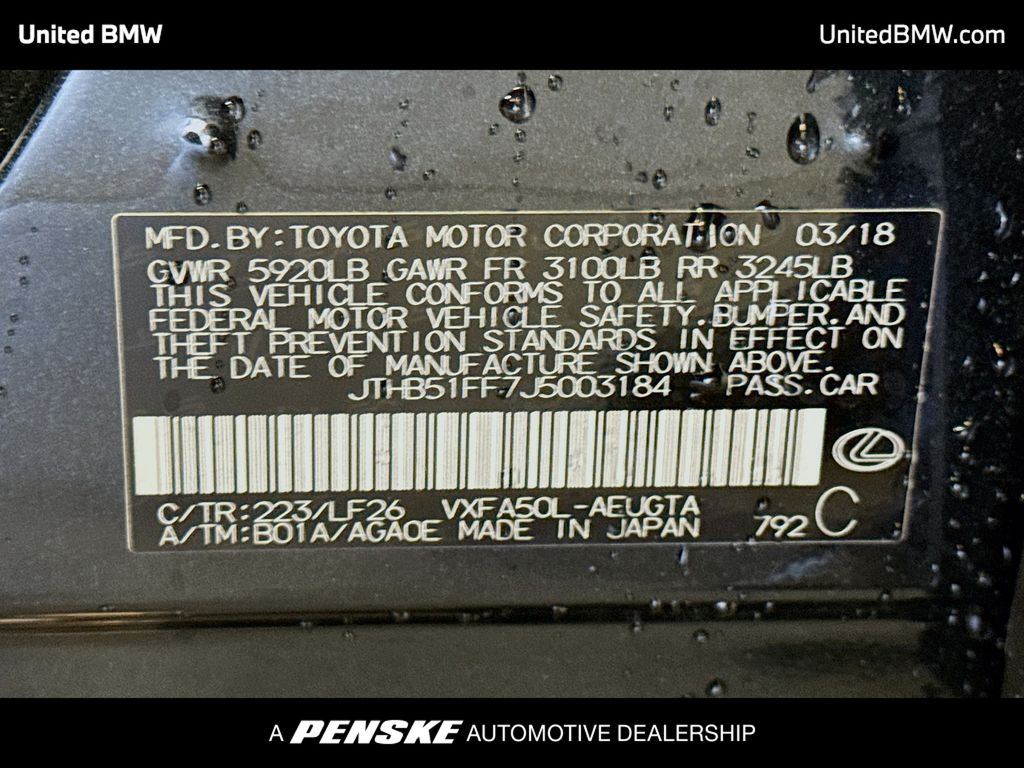 United BMW
UnitedBMW.com
MFD.BY:TOYOTA MOTOR CORPORATION 03/18
GVWR 5920LB GAWR FR 3100LB RR 3245LB
THIS VEHICLE CONFORMS TO ALL APPLICABLE
FEDERAL MOTOR VEHICLE SAFETY,BUMPER,AND
THEFT PREVENTION STANDARDS IN EFFECT ON
THE DATE OF MANUFACTURE SHOWN ABOVE.
JTHB51FF7J5003184 PASS.CAR
C/TR:223/LF26 VXFA50L-AEUGTA
A/TM:B01A/AGA0E MADE IN JAPAN 792 C
A PENSKE AUTOMOTIVE DEALERSHIP